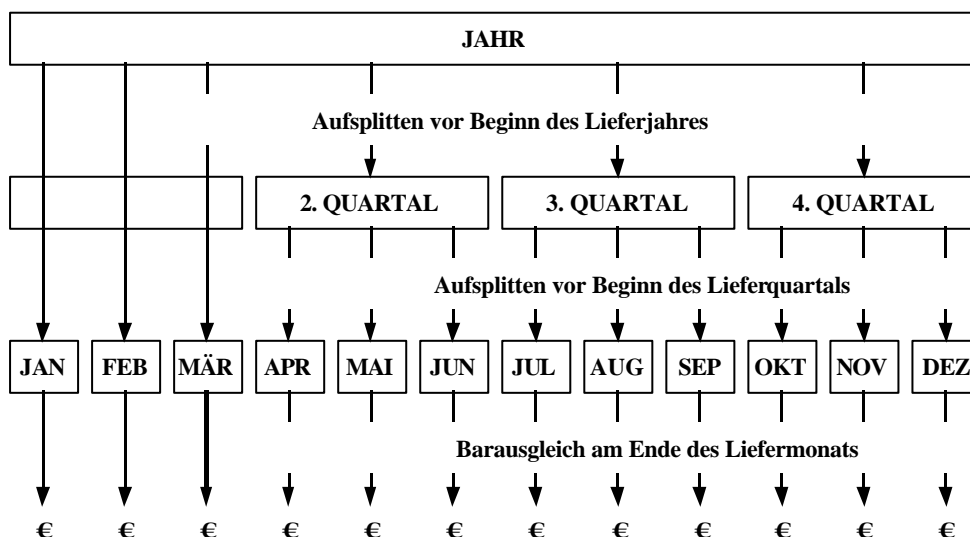 JAHR
Aufsplitten vor Beginn des Lieferjahres
2. QUARTAL 3. QUARTAL 4. QUARTAL
Aufsplitten vor Beginn des Lieferquartals
JAN FEB MÄR APR MAI JUN JUL AUG SEP OKT NOV DEZ
Barausgleich am Ende des Liefermonats
€ € € € € € € € € € € €